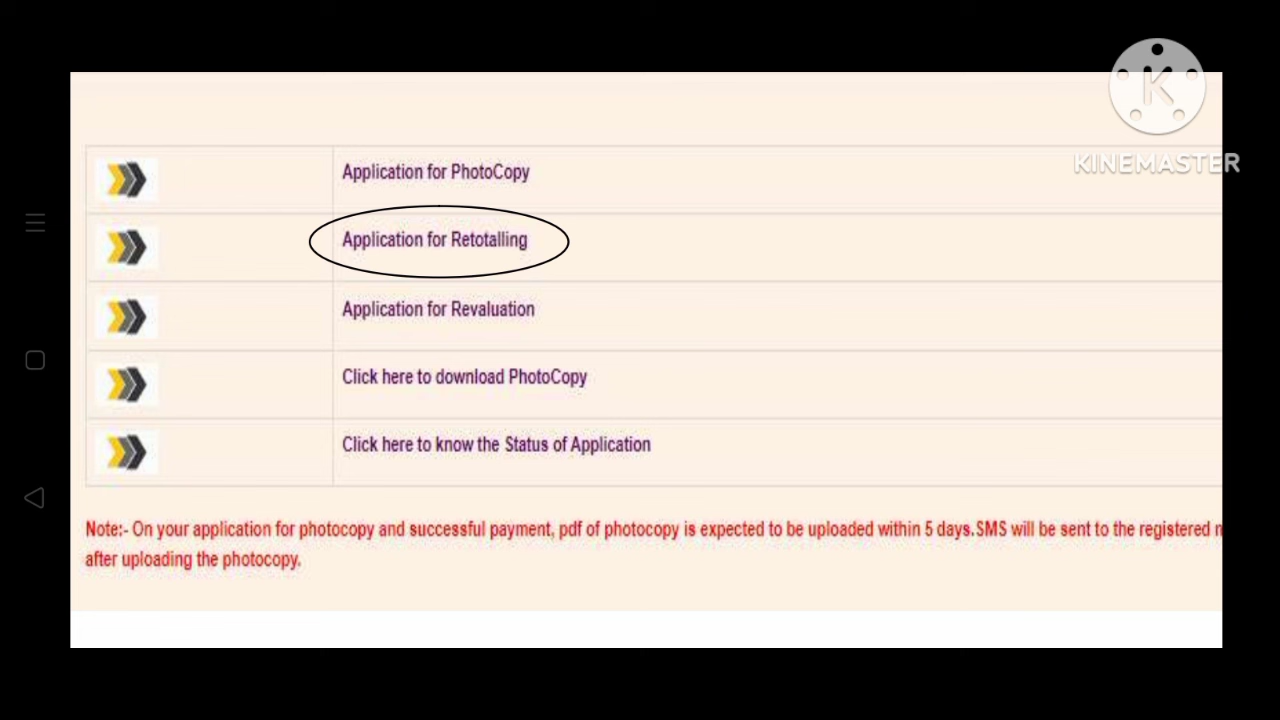 K
KINEMASTER
Application for PhotoCopy
Application for Retotalling
Application for Revaluation
Click here to download PhotoCopy
Click here to know the Status of Application
Note:- On your application for photocopy and successful payment, pdf of photocopy is expected to be uploaded within 5 days.SMS will be sent to the registered
after uploading the photocopy.